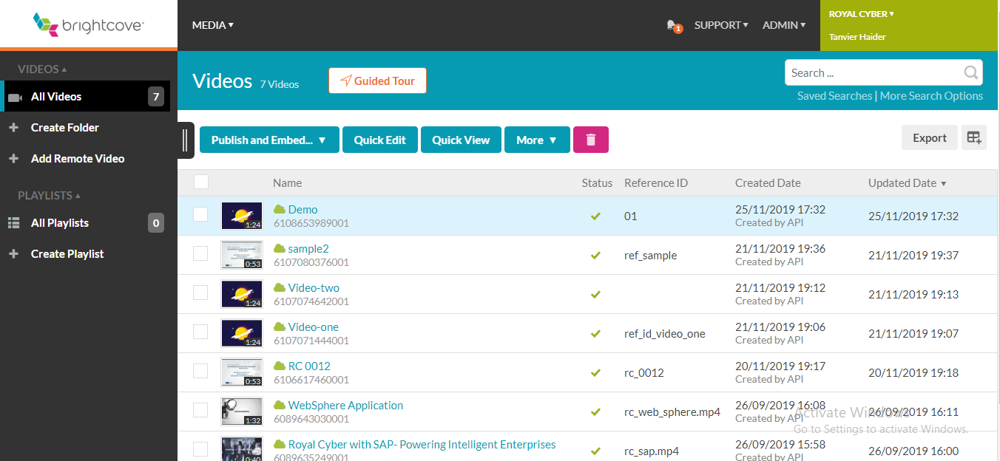 brightcove
MEDIA ▾
1
SUPPORT ▾
ADMIN ▾
ROYAL CYBER ▾
Tanvier Haider
VIDEOS ▴
All Videos 7
Create Folder
Add Remote Video
PLAYLISTS ▴
All Playlists 0
Create Playlist
Videos 7 Videos
Guided Tour
Search ...
Saved Searches | More Search Options
Publish and Embed... ▼
Quick Edit
Quick View
More ▼
Export
Name Status Reference ID Created Date Updated Date ▼
1:24 Demo 01 25/11/2019 17:32 25/11/2019 17:32
6108653989001 Created by API
0:53 sample2 ref_sample 21/11/2019 19:36 21/11/2019 19:37
6107080376001 Created by API
1:24 Video-two 21/11/2019 19:12 21/11/2019 19:13
6107074642001 Created by API
1:24 Video-one ref_id_video_one 21/11/2019 19:06 21/11/2019 19:07
6107071444001 Created by API
0:53 RC 0012 rc_0012 20/11/2019 19:17 20/11/2019 19:18
6106617460001 Created by API
1:32 WebSphere Application rc_web_sphere.mp4 26/09/2019 16:08 26/09/2019 16:11
6089643030001 Created by API
0:40 Royal Cyber with SAP- Powering Intelligent Enterprises rc_sap.mp4 26/09/2019 15:58 26/09/2019 16:00
6089635249001 Created by API
Activate Windows
Go to Settings to activate Windows.